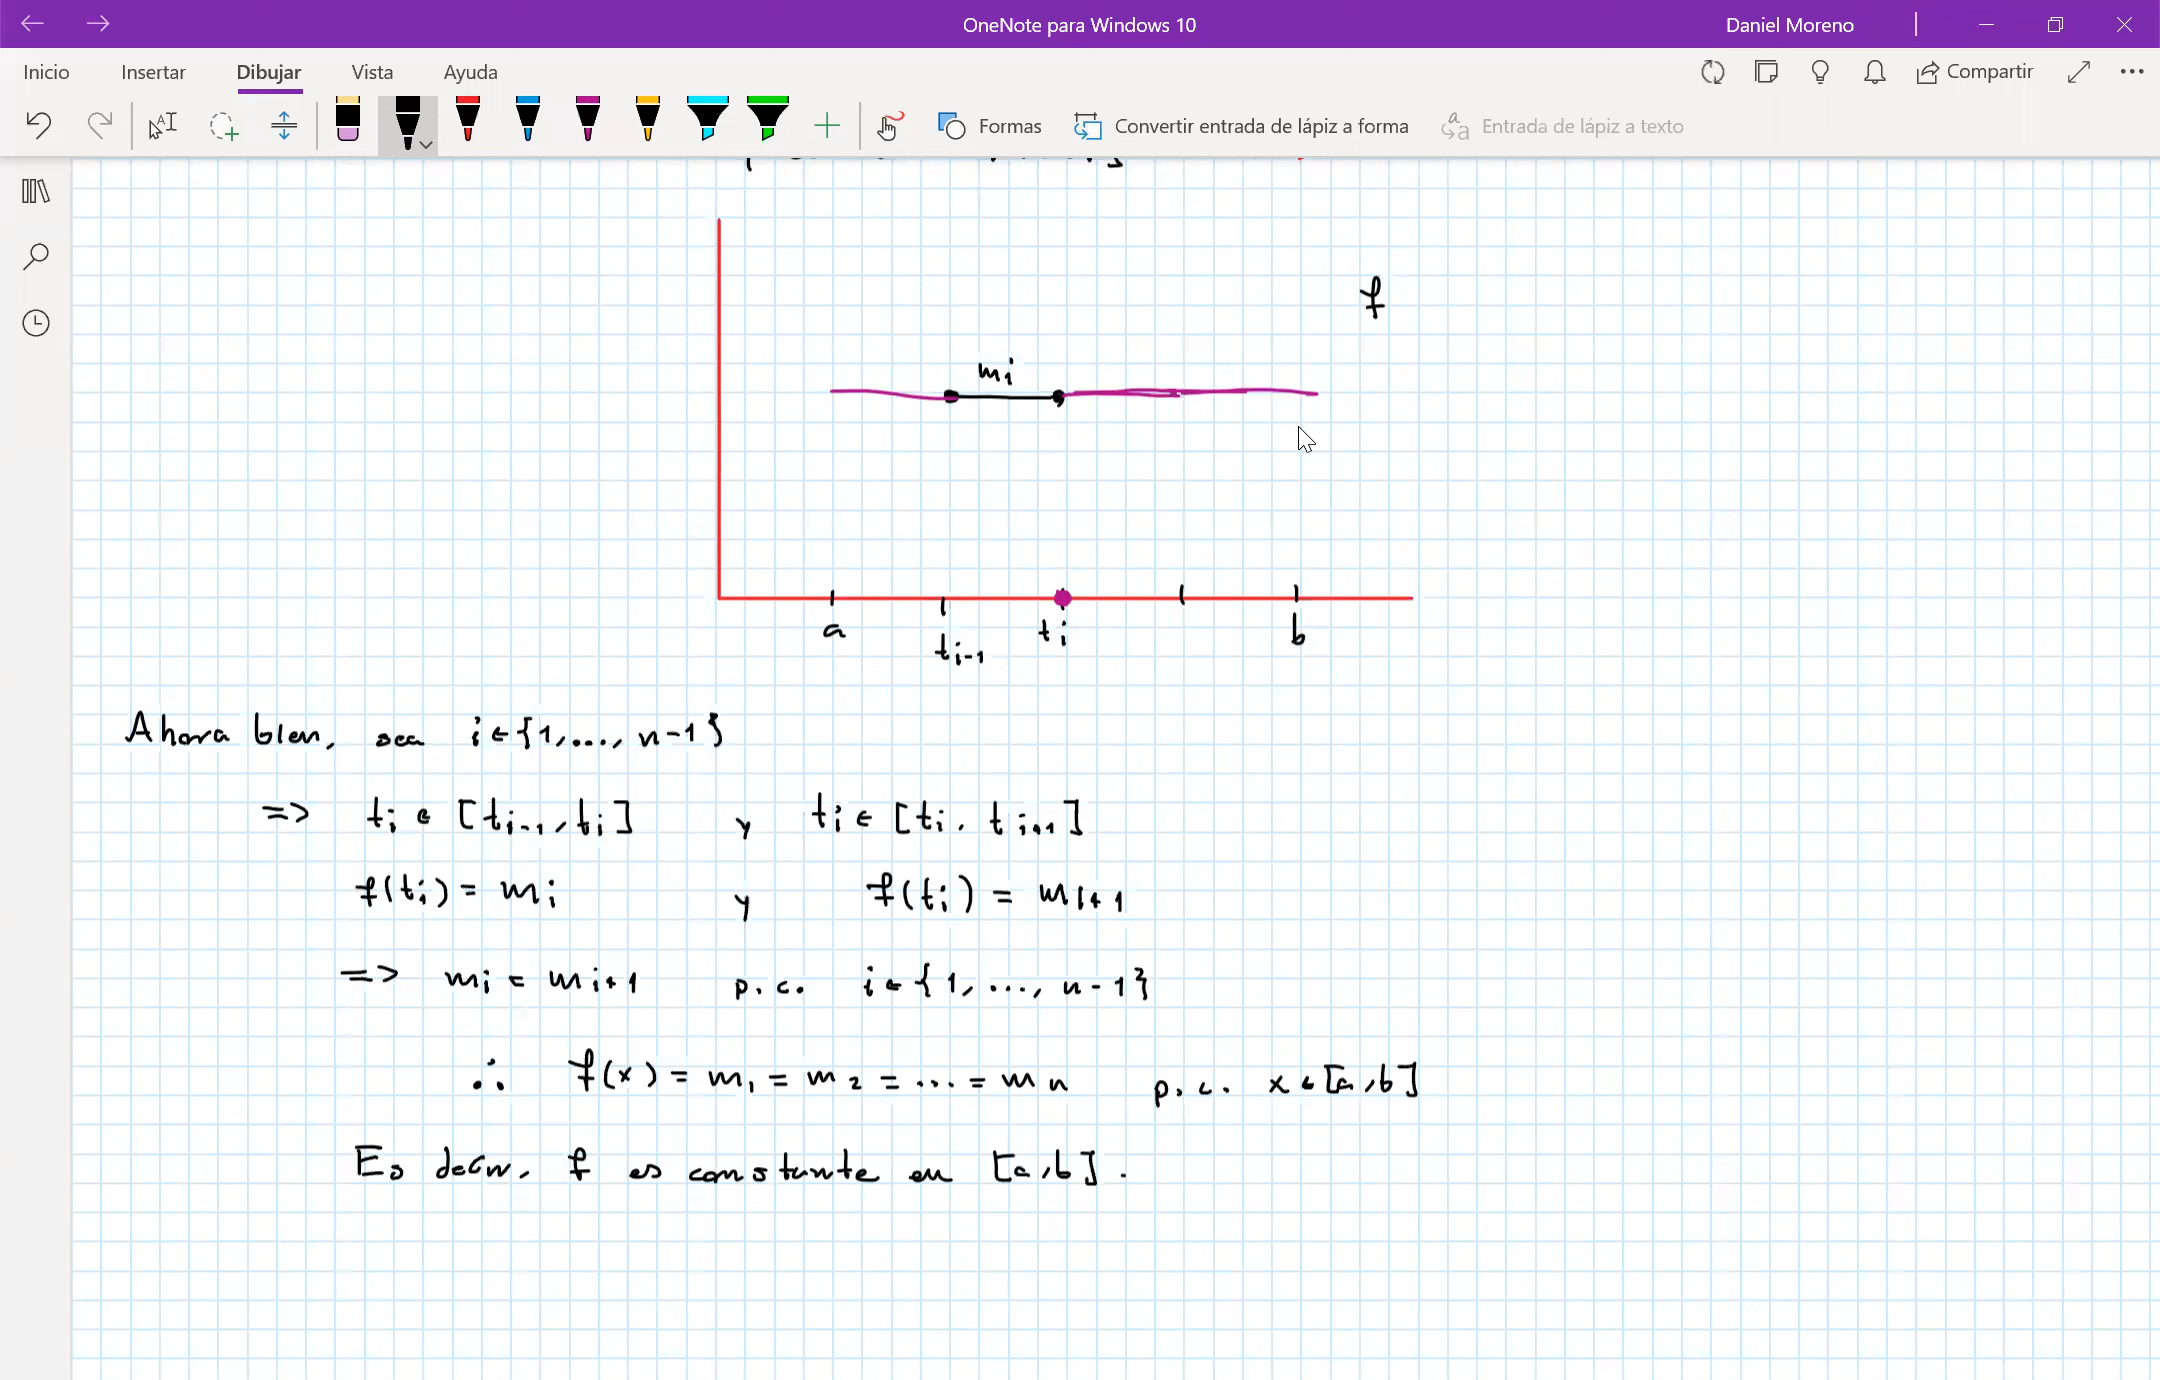 OneNote para Windows 10
Daniel Moreno
Inicio Insertar Dibujar Vista Ayuda
Compartir
Formas Convertir entrada de lápiz a forma Entrada de lápiz a texto
f
mi
a ti-1 ti b
Ahora bien, sea i∈{1,..., n-1}
=> ti ∈ [ti-1, ti] y ti ∈ [ti, ti+1]
f(ti) = mi y f(ti) = mi+1
=> mi = mi+1 p.c. i∈{1, ..., n-1}
∴ f(x) = m1 = m2 = ... = mn p.c. x∈[a,b]
Es decir, f es constante en [a,b].